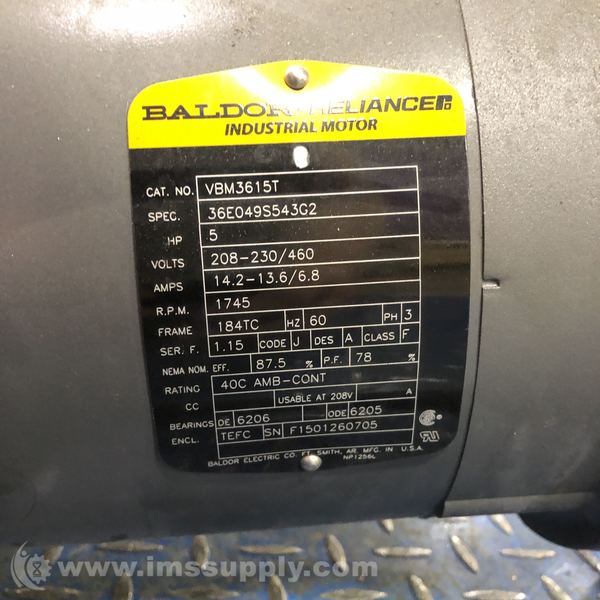 BALDOR•RELIANCE
INDUSTRIAL MOTOR
CAT. NO. VBM3615T
SPEC. 36E049S543G2
HP 5
VOLTS 208-230/460
AMPS 14.2-13.6/6.8
R.P.M. 1745
FRAME 184TC HZ 60 PH 3
SER. F. 1.15 CODE J DES A CLASS F
NEMA NOM. EFF. 87.5 % P.F. 78 %
RATING 40C AMB-CONT
CC USABLE AT 208V A
BEARINGS DE 6206 ODE 6205
ENCL. TEFC SN F1501260705
BALDOR ELECTRIC CO. FT. SMITH, AR. MFG. IN U.S.A.
NP1256L
www.imssupply.com